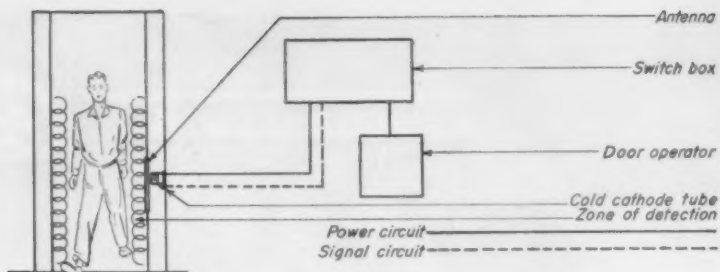 Antenna
Switch box
Door operator
Cold cathode tube
Zone of detection
Power circuit
Signal circuit